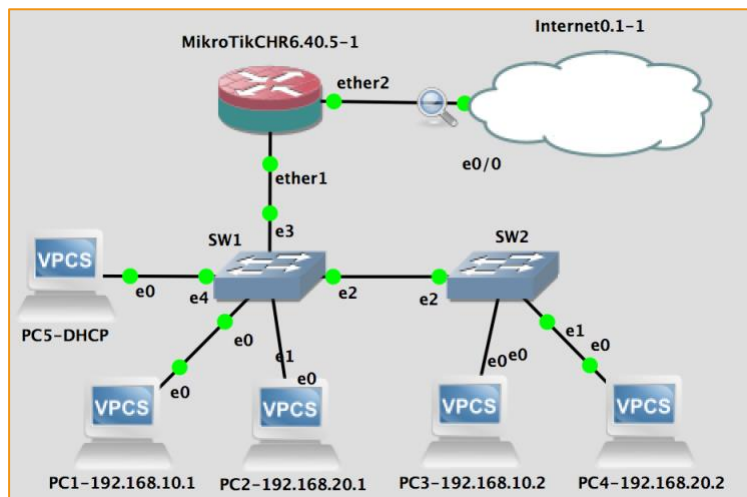 Internet0.1-1
MikroTikCHR6.40.5-1
ether2
e0/0
ether1
e3
SW1
SW2
VPCS
e0
e4
e2
e2
PC5-DHCP
e0
e1
e1
e0
e0
e0
e0
e0
VPCS
VPCS
VPCS
VPCS
PC1-192.168.10.1
PC2-192.168.20.1
PC3-192.168.10.2
PC4-192.168.20.2